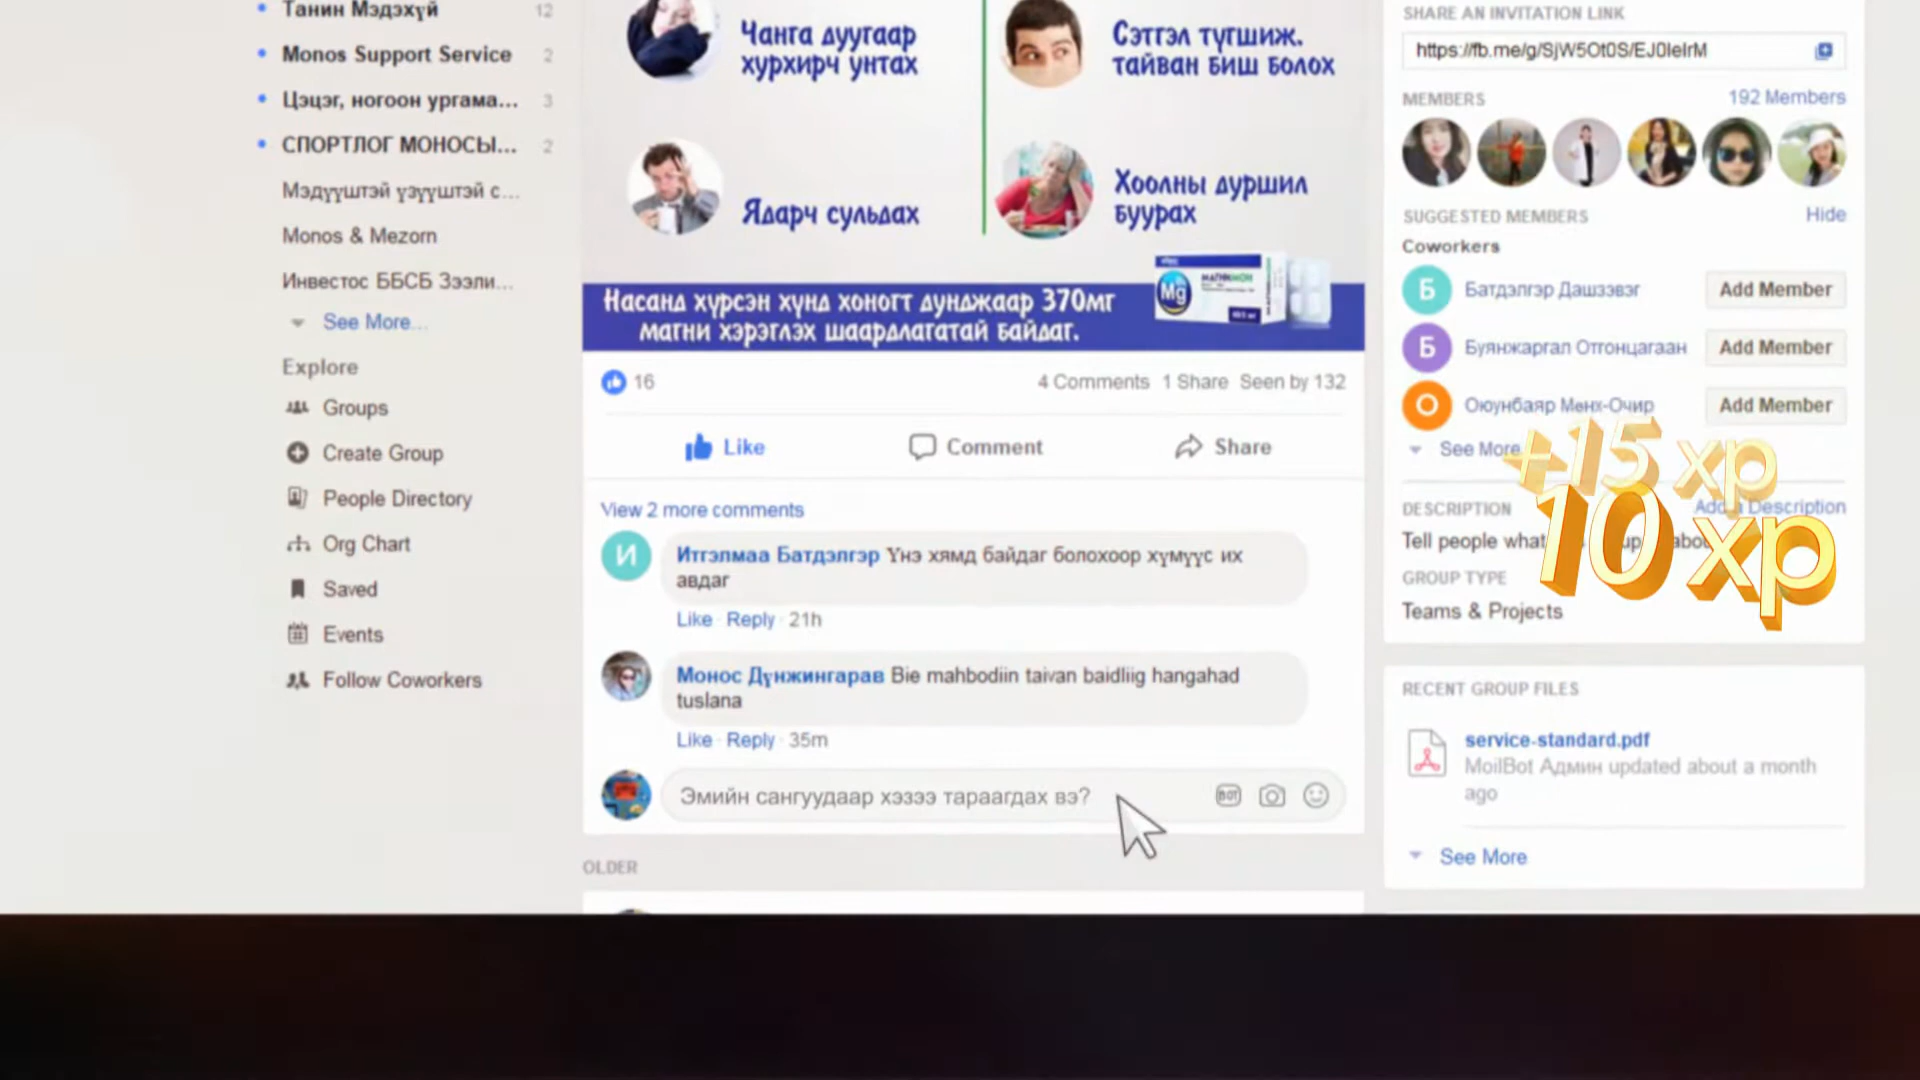 Танин Мэдэхүй 12
Monos Support Service 2
Цэцэг, ногоон ургама... 3
СПОРТЛОГ МОНОСЫ... 2
Мэдүүштэй үзүүштэй с...
Monos & Mezorn
Инвестос ББСБ Зээли...
See More...
Explore
Groups
Create Group
People Directory
Org Chart
Saved
Events
Follow Coworkers
Чанга дуугаар
хурхирч унтах
Сэтгэл түгшиж.
тайван биш болох
Ядарч сульдах
Хоолны дуршил
буурах
Mg
МАГНИМОН
Насанд хүрсэн хүнд хоногт дунджаар 370мг
магни хэрэглэх шаардлагатай байдаг.
16
4 Comments 1 Share Seen by 132
Like Comment Share
View 2 more comments
И
Итгэлмаа Батдэлгэр Үнэ хямд байдаг болохоор хүмүүс их
авдаг
Like · Reply · 21h
Монос Дүнжингарав Bie mahbodiin taivan baidliig hangahad
tuslana
Like · Reply · 35m
Эмийн сангуудаар хэзээ тараагдах вэ?
BOT
OLDER
SHARE AN INVITATION LINK
https://fb.me/g/SjW5Ot0S/EJ0IeIrM
MEMBERS 192 Members
SUGGESTED MEMBERS Hide
Coworkers
Б Батдэлгэр Дашзэвэг Add Member
Б Буянжаргал Отгонцагаан Add Member
О Оюунбаяр Мөнх-Очир Add Member
See More
+15 xp
10 xp
DESCRIPTION Add a Description
Tell people what
GROUP TYPE
Teams & Projects
RECENT GROUP FILES
service-standard.pdf
MoilBot Админ updated about a month
ago
See More